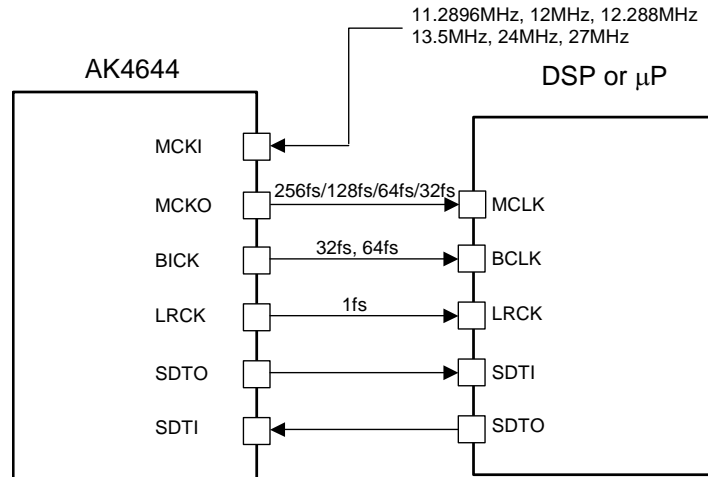 11.2896MHz, 12MHz, 12.288MHz
13.5MHz, 24MHz, 27MHz
AK4644
DSP or μP
MCKI
MCKO
256fs/128fs/64fs/32fs
MCLK
BICK
32fs, 64fs
BCLK
LRCK
1fs
LRCK
SDTO
SDTI
SDTI
SDTO